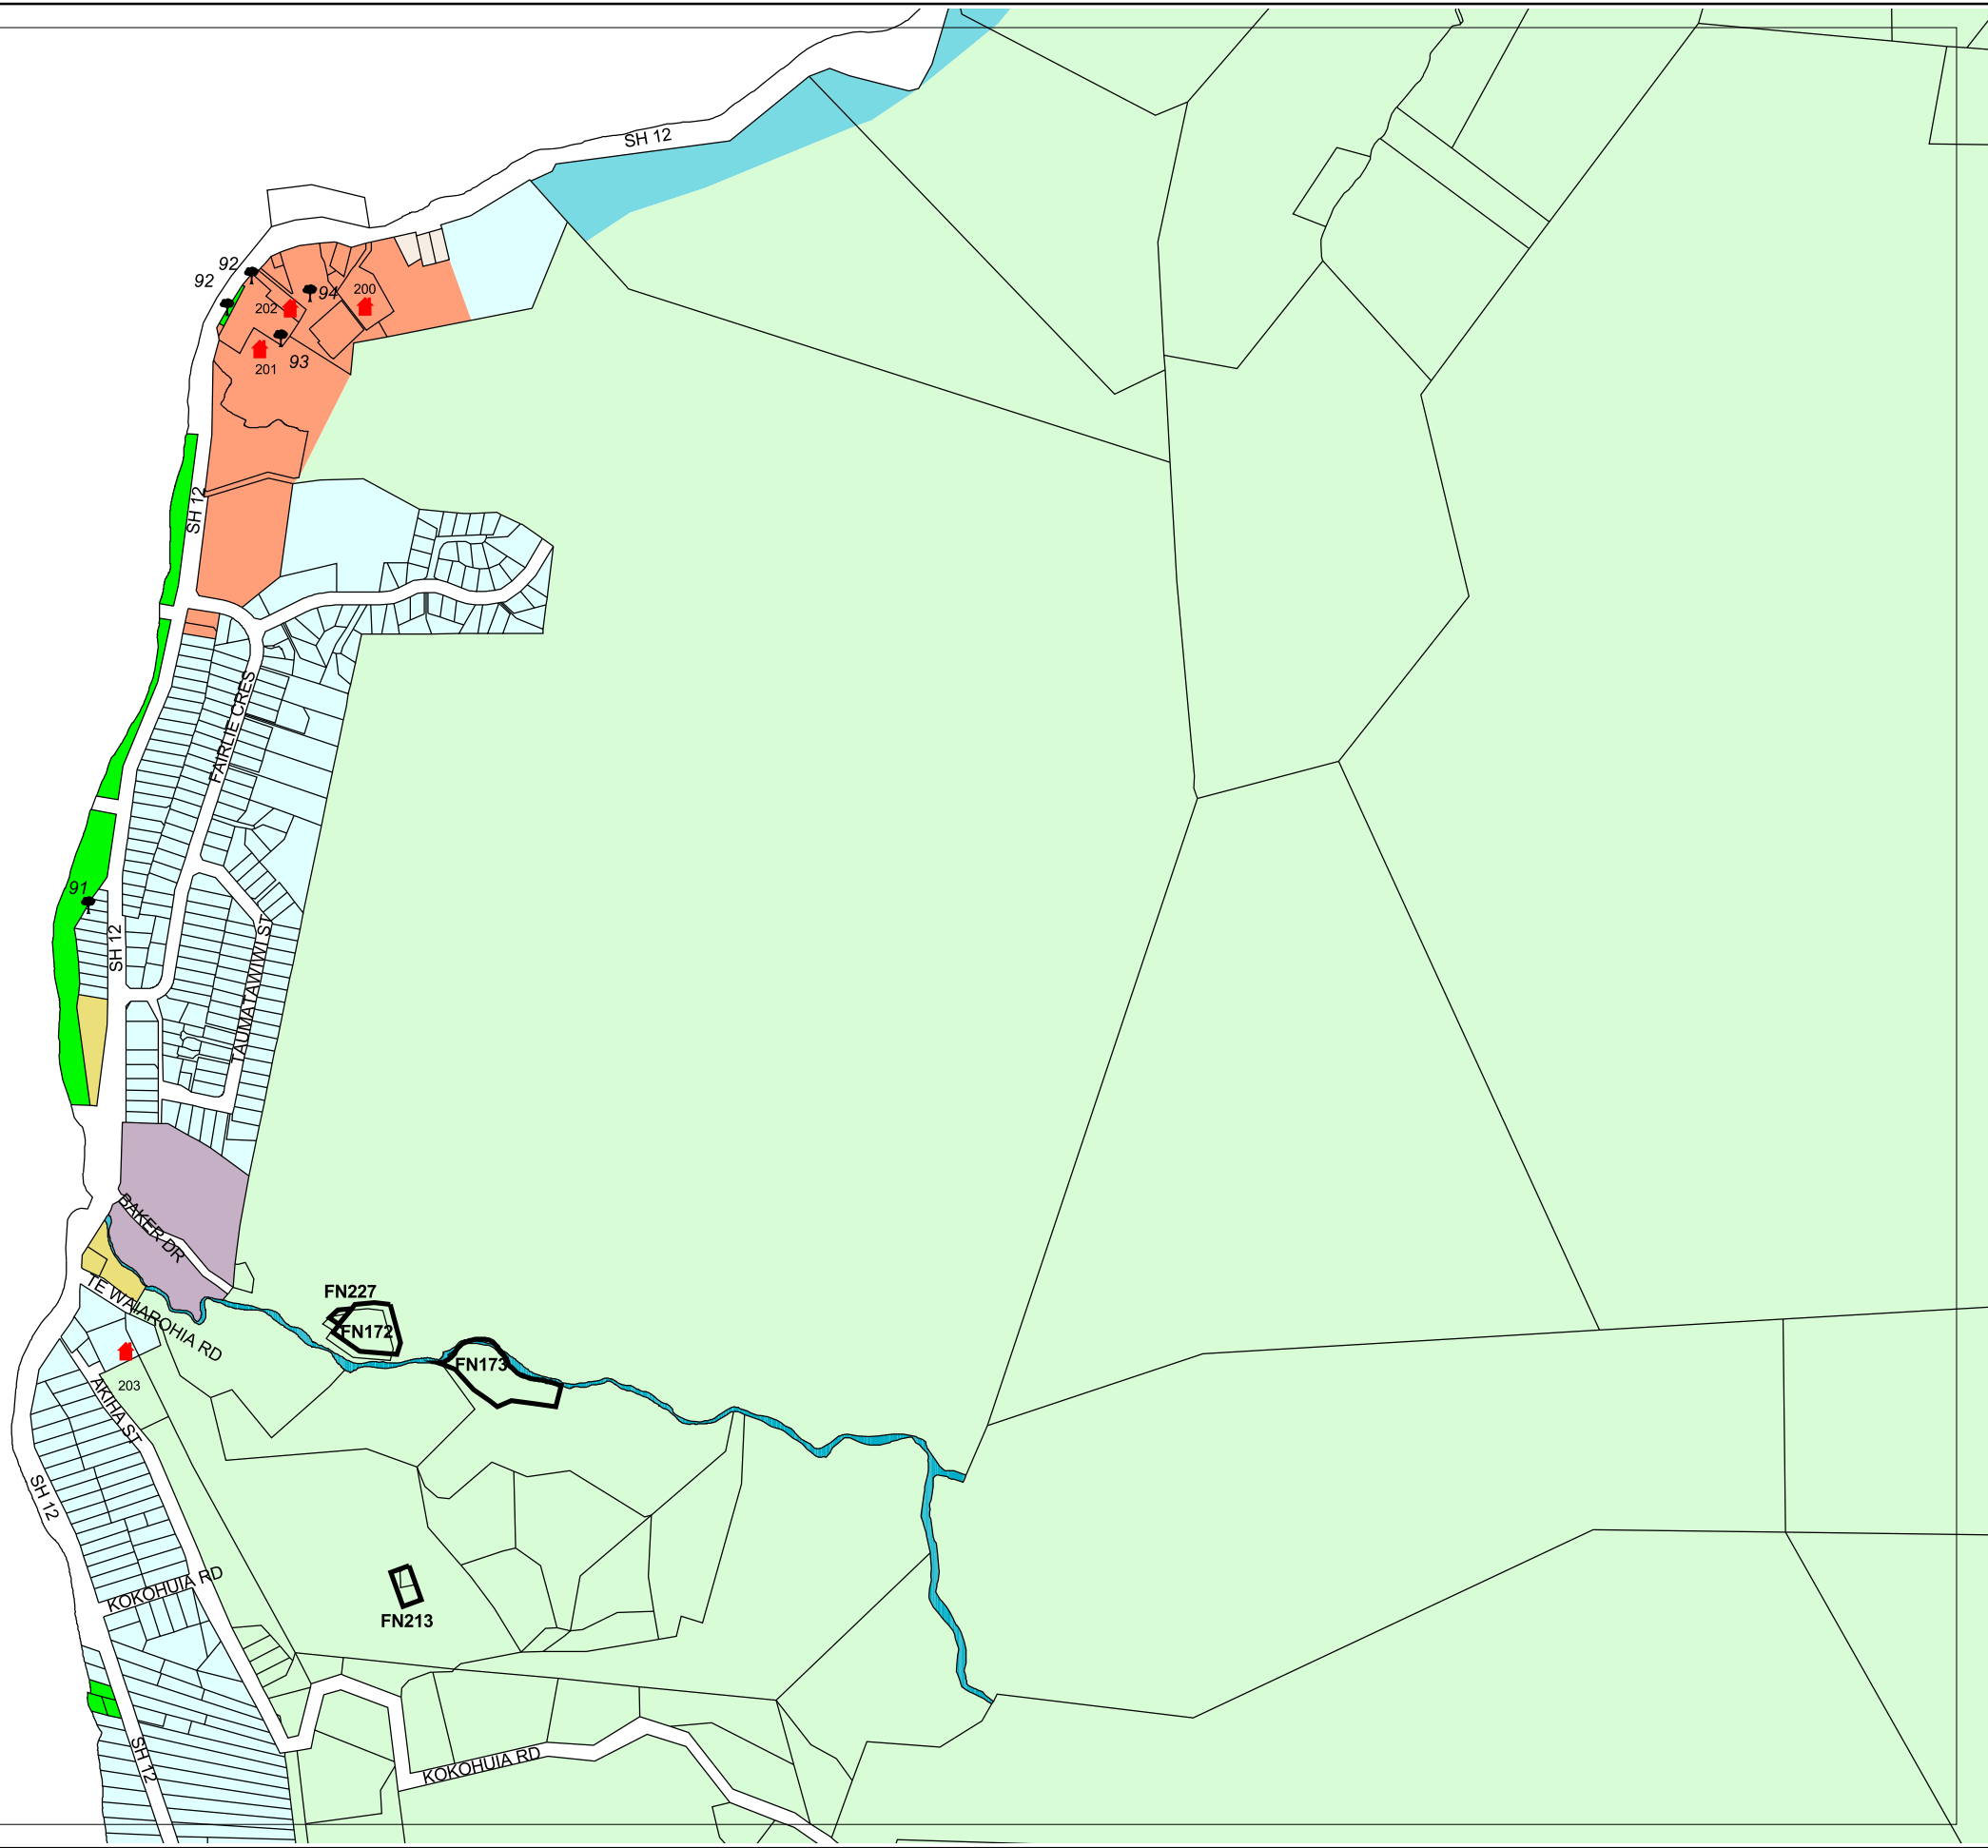 SH 12
92
92
94
200
202
93
201
SH 12
FAIRLIE CRES
91
SH 12
TAUMATAWIWI ST
BAKER DR
TE WAIAROHIA RD
FN227
FN172
FN173
203
AKIHA ST
SH 12
KOKOHUIA RD
FN213
SH 12
KOKOHUIA RD